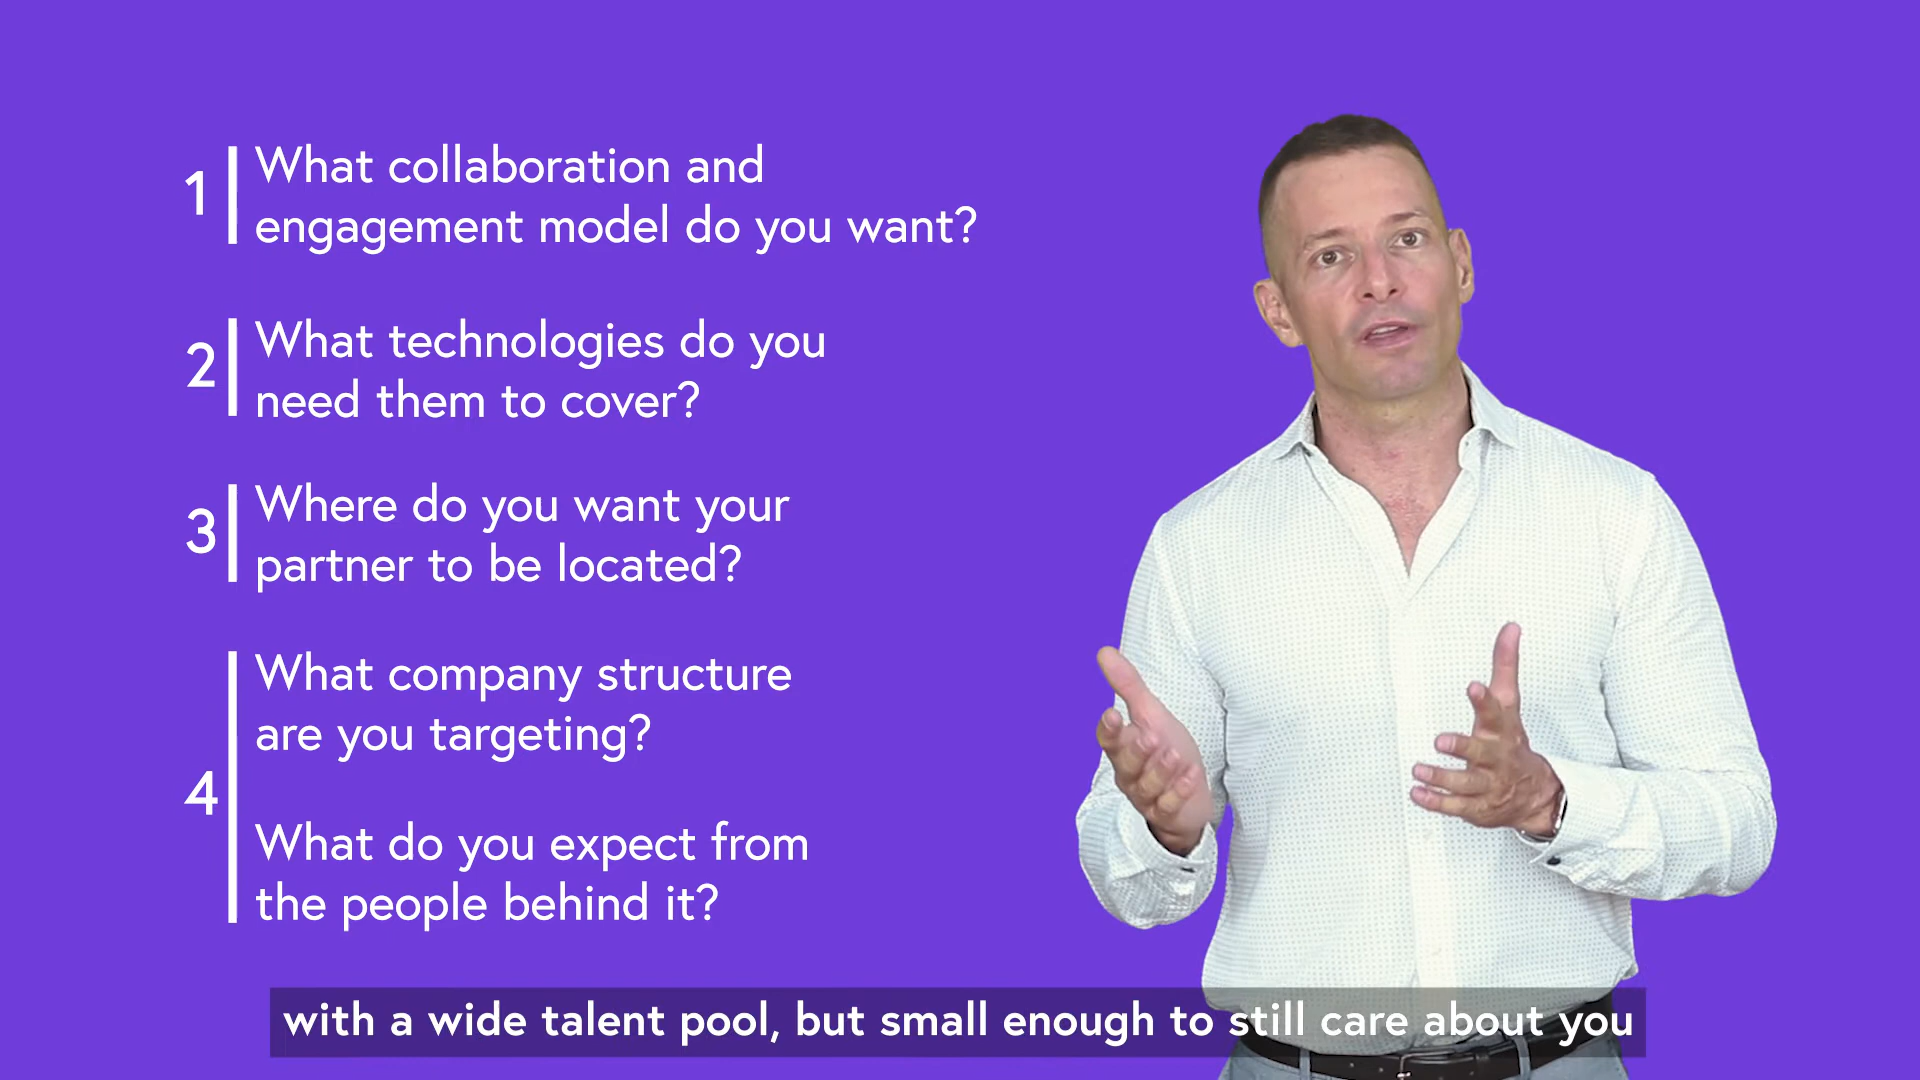 1
What collaboration and
engagement model do you want?
2
What technologies do you
need them to cover?
3
Where do you want your
partner to be located?
4
What company structure
are you targeting?
What do you expect from
the people behind it?
with a wide talent pool, but small enough to still care about you